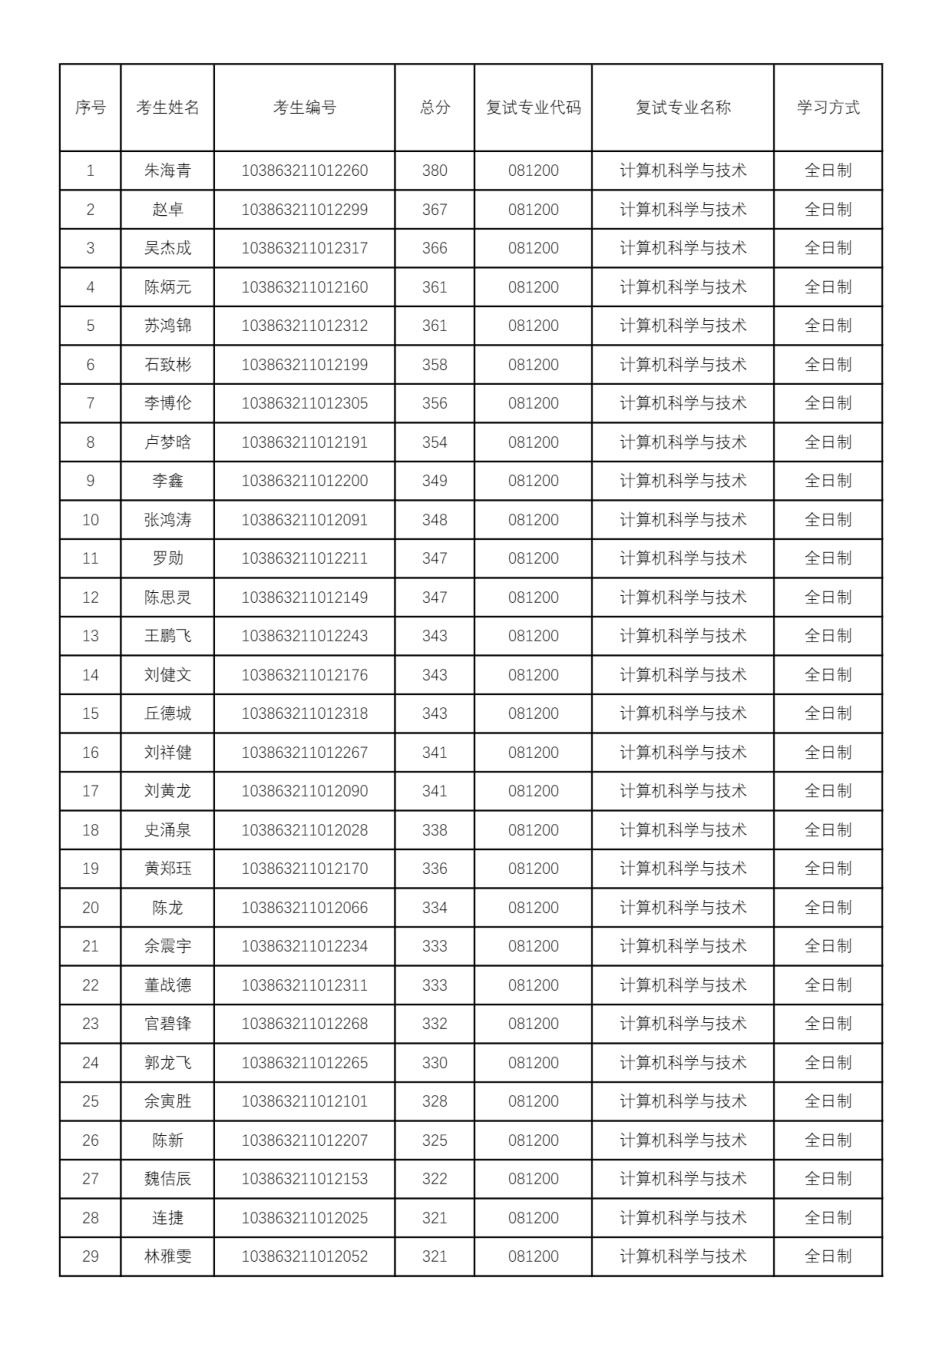 序号 考生姓名 考生编号 总分 复试专业代码 复试专业名称 学习方式
1 朱海青 103863211012260 380 081200 计算机科学与技术 全日制
2 赵卓 103863211012299 367 081200 计算机科学与技术 全日制
3 吴杰成 103863211012317 366 081200 计算机科学与技术 全日制
4 陈炳元 103863211012160 361 081200 计算机科学与技术 全日制
5 苏鸿锦 103863211012312 361 081200 计算机科学与技术 全日制
6 石致彬 103863211012199 358 081200 计算机科学与技术 全日制
7 李博伦 103863211012305 356 081200 计算机科学与技术 全日制
8 卢梦晗 103863211012191 354 081200 计算机科学与技术 全日制
9 李鑫 103863211012200 349 081200 计算机科学与技术 全日制
10 张鸿涛 103863211012091 348 081200 计算机科学与技术 全日制
11 罗勋 103863211012211 347 081200 计算机科学与技术 全日制
12 陈思灵 103863211012149 347 081200 计算机科学与技术 全日制
13 王鹏飞 103863211012243 343 081200 计算机科学与技术 全日制
14 刘健文 103863211012176 343 081200 计算机科学与技术 全日制
15 丘德城 103863211012318 343 081200 计算机科学与技术 全日制
16 刘祥健 103863211012267 341 081200 计算机科学与技术 全日制
17 刘黄龙 103863211012090 341 081200 计算机科学与技术 全日制
18 史涌泉 103863211012028 338 081200 计算机科学与技术 全日制
19 黄郑珏 103863211012170 336 081200 计算机科学与技术 全日制
20 陈龙 103863211012066 334 081200 计算机科学与技术 全日制
21 余震宇 103863211012234 333 081200 计算机科学与技术 全日制
22 董战德 103863211012311 333 081200 计算机科学与技术 全日制
23 官碧锋 103863211012268 332 081200 计算机科学与技术 全日制
24 郭龙飞 103863211012265 330 081200 计算机科学与技术 全日制
25 余寅胜 103863211012101 328 081200 计算机科学与技术 全日制
26 陈新 103863211012207 325 081200 计算机科学与技术 全日制
27 魏佶辰 103863211012153 322 081200 计算机科学与技术 全日制
28 连捷 103863211012025 321 081200 计算机科学与技术 全日制
29 林雅雯 103863211012052 321 081200 计算机科学与技术 全日制